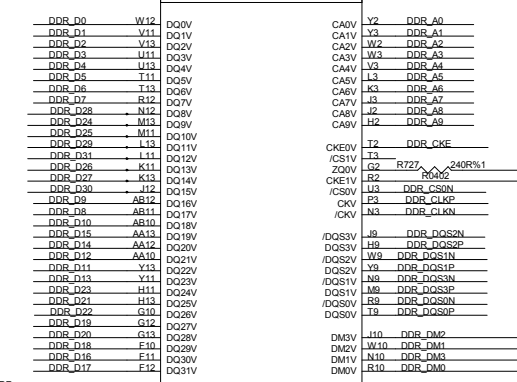 DDR_D0 W12 DQ0V CA0V Y2 DDR_A0
DDR_D1 V11 DQ1V CA1V Y3 DDR_A1
DDR_D2 V13 DQ2V CA2V W2 DDR_A2
DDR_D3 U11 DQ3V CA3V W3 DDR_A3
DDR_D4 U13 DQ4V CA4V V3 DDR_A4
DDR_D5 T11 DQ5V CA5V L3 DDR_A5
DDR_D6 T13 DQ6V CA6V K3 DDR_A6
DDR_D7 R12 DQ7V CA7V J3 DDR_A7
DDR_D28 N12 DQ8V CA8V J2 DDR_A8
DDR_D24 M13 DQ9V CA9V H2 DDR_A9
DDR_D25 M11 DQ10V
DDR_D29 L13 DQ11V CKE0V T2 DDR_CKE
DDR_D31 L11 DQ12V /CS1V T3
DDR_D26 K11 DQ13V ZQ0V G2 R727 240R%1
DDR_D27 K13 DQ14V CKE1V R2 R0402
DDR_D30 J12 DQ15V /CS0V U3 DDR_CS0N
DDR_D9 AB12 DQ16V CKV P3 DDR_CLKP
DDR_D8 AB11 DQ17V /CKV N3 DDR_CLKN
DDR_D10 AB10 DQ18V
DDR_D15 AA13 DQ19V /DQS3V J9 DDR_DQS2N
DDR_D14 AA12 DQ20V DQS3V H9 DDR_DQS2P
DDR_D12 AA10 DQ21V /DQS2V W9 DDR_DQS1N
DDR_D11 Y13 DQ22V DQS2V Y9 DDR_DQS1P
DDR_D13 Y11 DQ23V /DQS1V N9 DDR_DQS3N
DDR_D23 H11 DQ24V DQS1V M9 DDR_DQS3P
DDR_D21 H13 DQ25V /DQS0V R9 DDR_DQS0N
DDR_D22 G10 DQ26V DQS0V T9 DDR_DQS0P
DDR_D19 G12 DQ27V
DDR_D20 G13 DQ28V DM3V J10 DDR_DM2
DDR_D18 F10 DQ29V DM2V W10 DDR_DM1
DDR_D16 F11 DQ30V DM1V N10 DDR_DM3
DDR_D17 F12 DQ31V DM0V R10 DDR_DM0